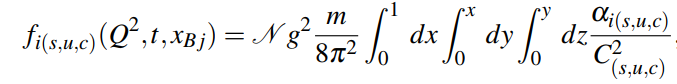 f_{i(s,u,c)}(Q^2,t,x_{Bj}) = \mathcal{N} g^2 \frac{m}{8\pi^2} \int_0^1 dx \int_0^x dy \int_0^y dz \frac{\alpha_{i(s,u,c)}}{C^2_{(s,u,c)}},